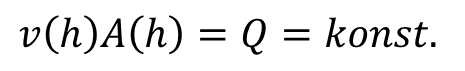 v(h)A(h) = Q = konst.